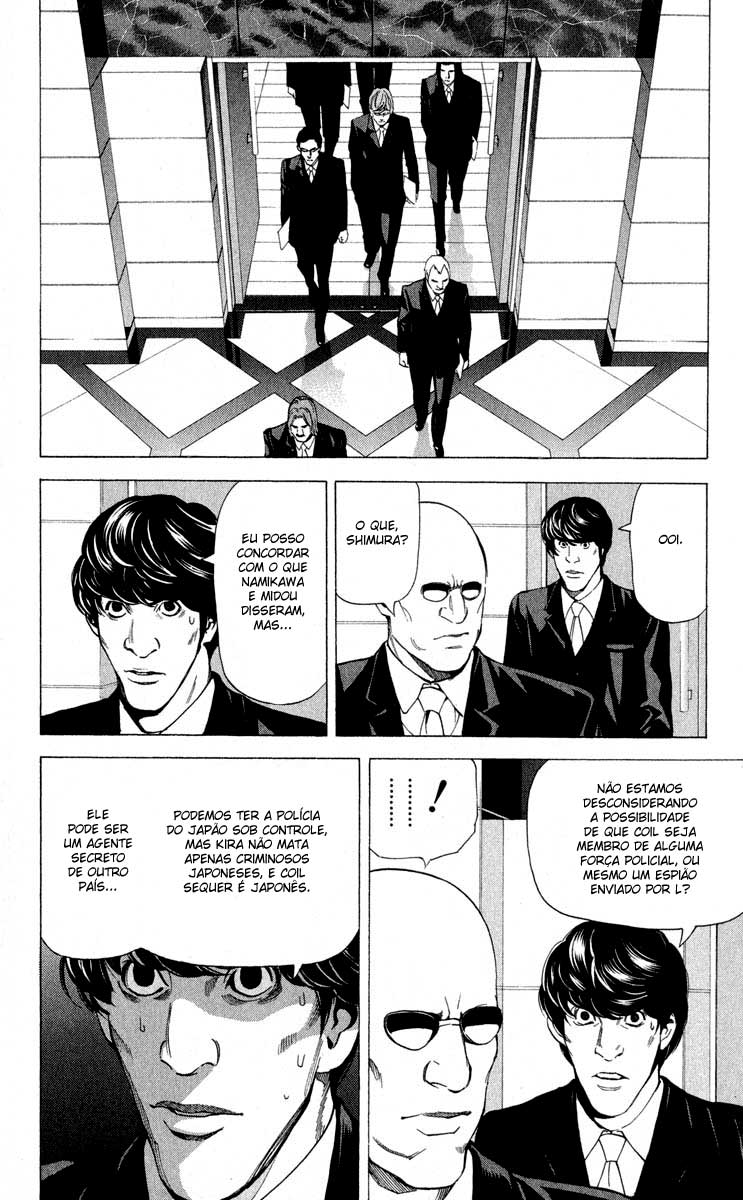 OOI.
O QUE,
SHIMURA?
EU POSSO
CONCORDAR
COM O QUE
NAMIKAWA
E MIDOU
DISSERAM,
MAS...
NÃO ESTAMOS
DESCONSIDERANDO
A POSSIBILIDADE
DE QUE COIL SEJA
MEMBRO DE ALGUMA
FORÇA POLICIAL, OU
MESMO UM ESPIÃO
ENVIADO POR L?
......!
PODEMOS TER A POLÍCIA
DO JAPÃO SOB CONTROLE,
MAS KIRA NÃO MATA
APENAS CRIMINOSOS
JAPONESES, E COIL
SEQUER É JAPONÊS.
ELE
PODE SER
UM AGENTE
SECRETO
DE OUTRO
PAÍS...